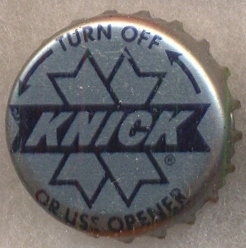 TURN OFF
KNICK
®
OR USE OPENER